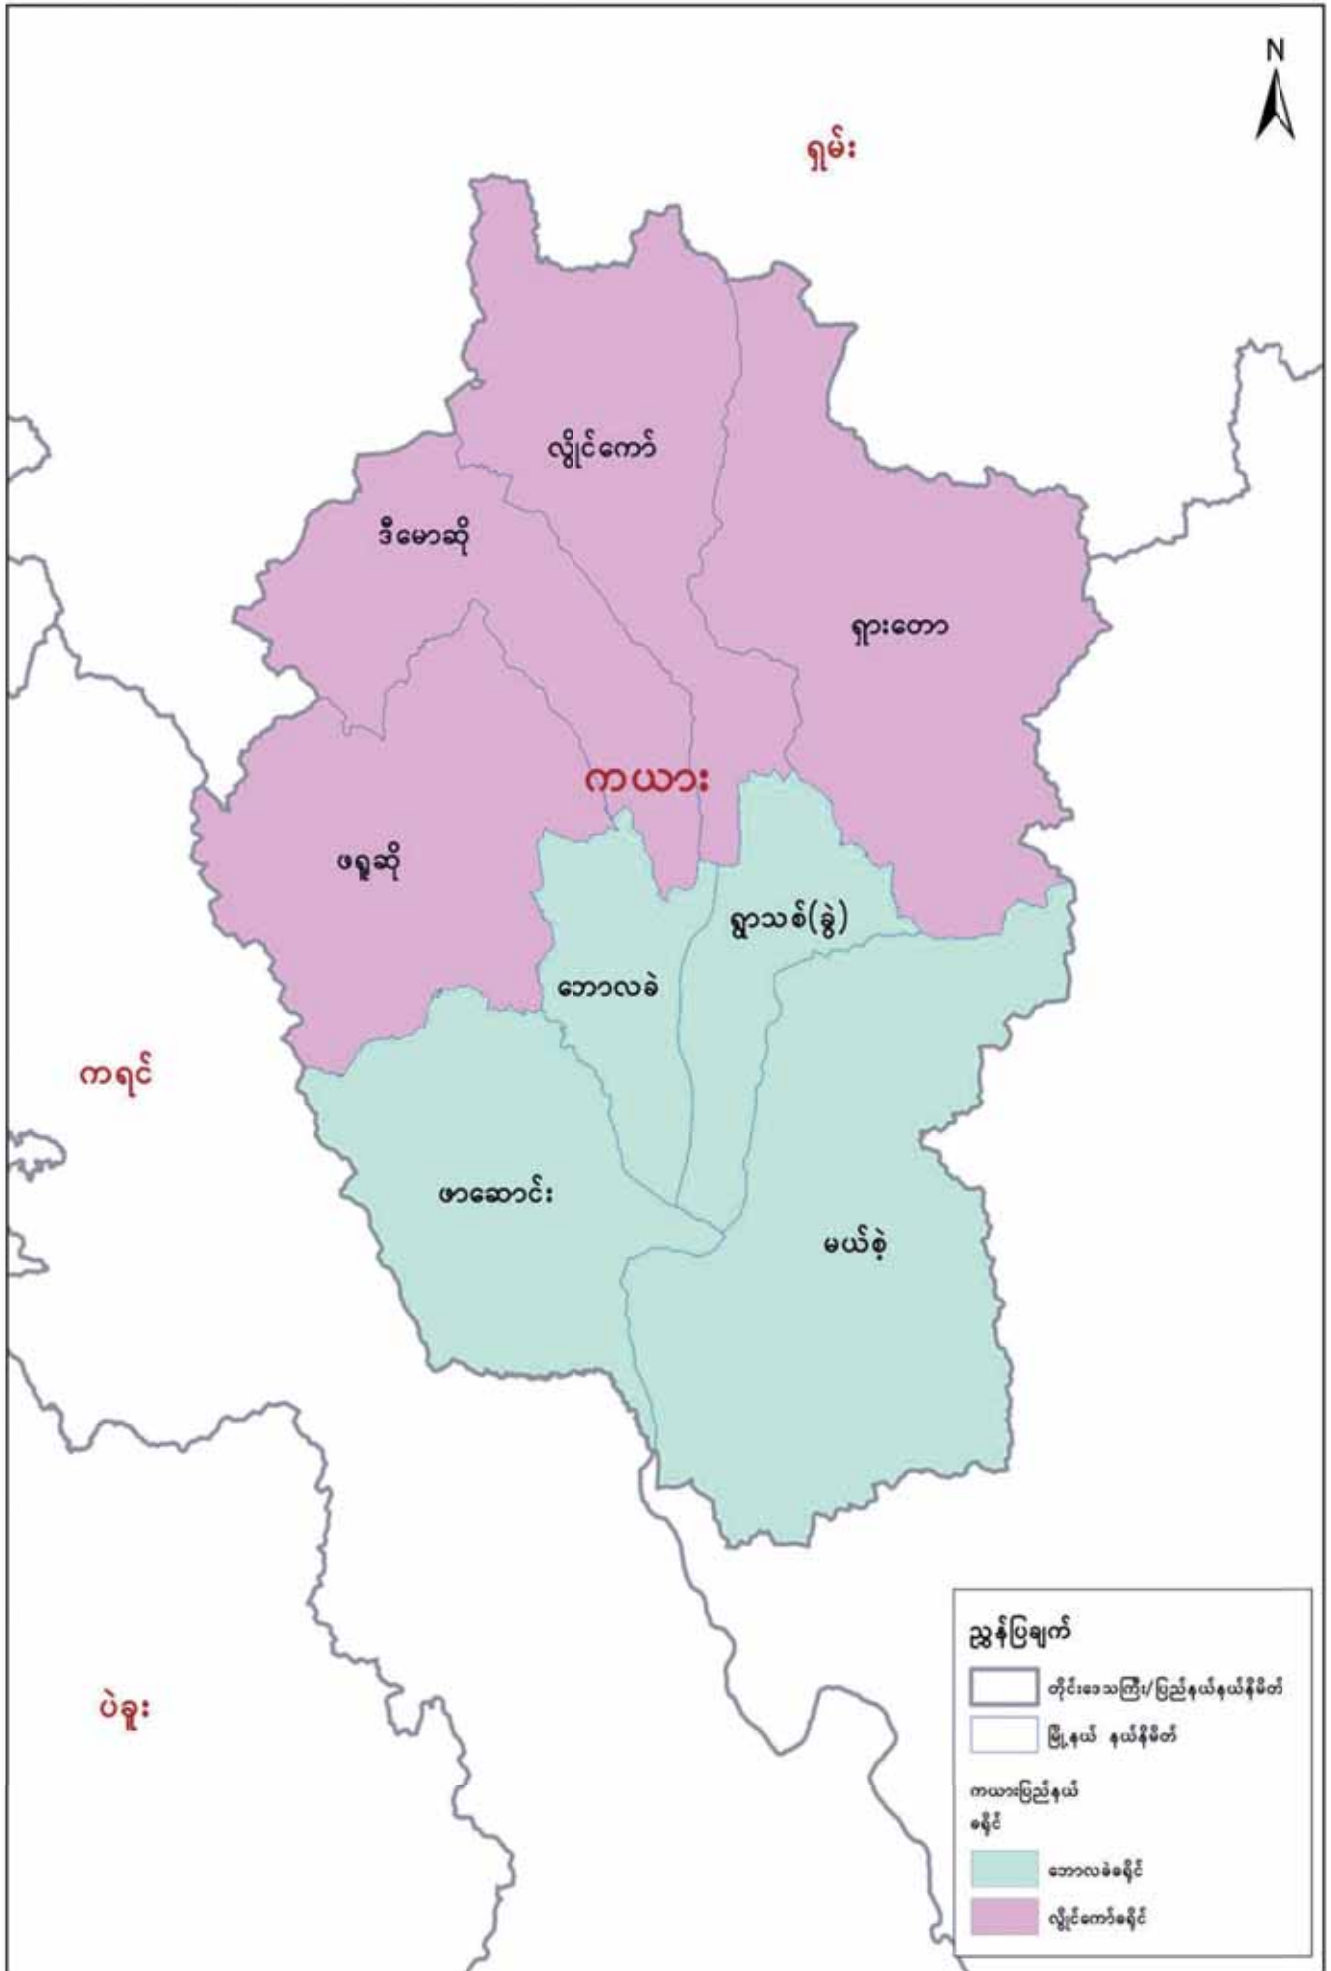 N
ရှမ်း
လွိုင်ကော်
ဒီမောဆို
ရှားတော
ကယား
ဖရူဆို
ရွာသစ်(ခွဲ)
ဘောလခဲ
ကရင်
ဖာဆောင်း
မယ်စဲ့
ပဲခူး
ညွှန်ပြချက်
တိုင်းဒေသကြီး/ပြည်နယ်နယ်နိမိတ်
မြို့နယ် နယ်နိမိတ်
ကယားပြည်နယ်
ခရိုင်
ဘောလခဲခရိုင်
လွိုင်ကော်ခရိုင်